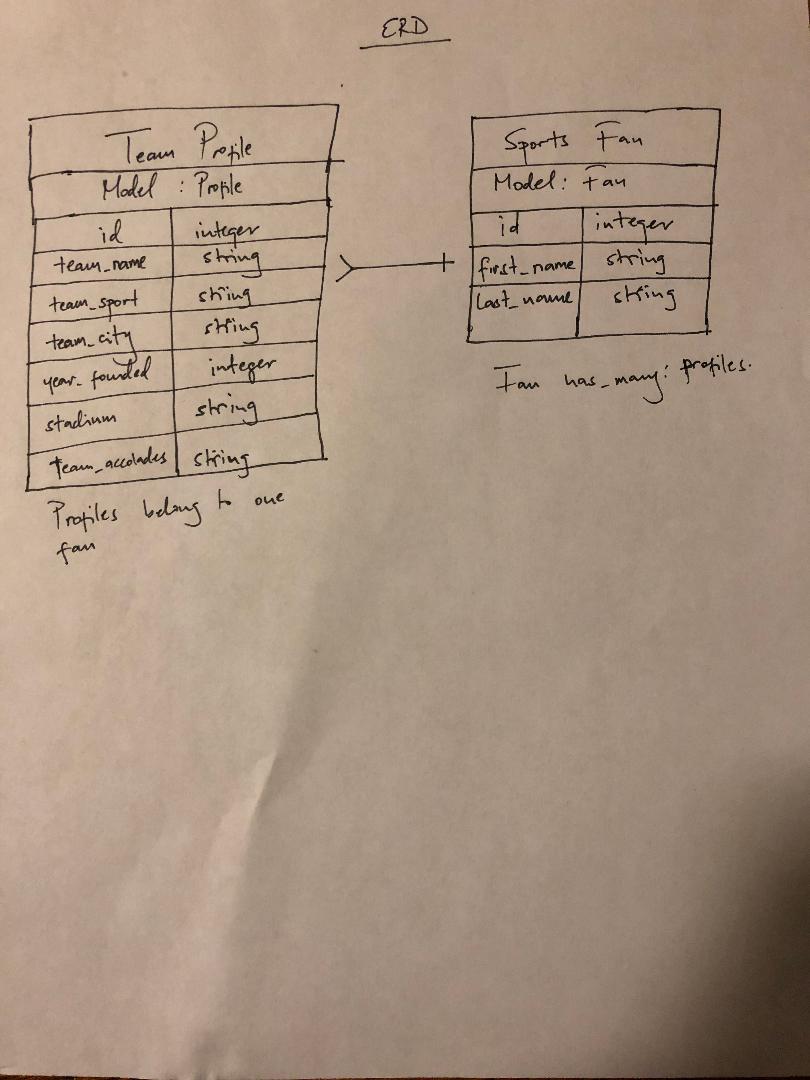 ERD
Team Profile
Model : Profile
id integer
team_name string
team_sport string
team_city string
year_founded integer
stadium string
team_accolades string
Profiles belong to one
fan
Sports Fan
Model: Fan
id integer
first_name string
last_name string
Fan has_many: profiles.